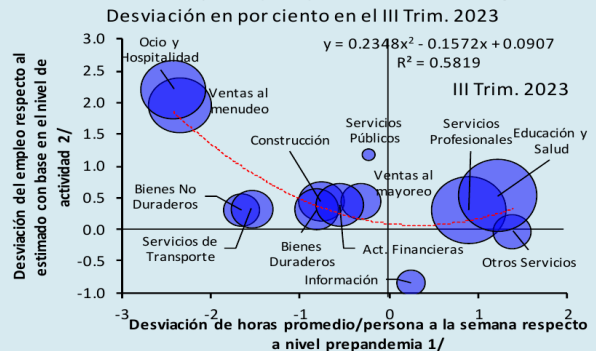 Desviación en por ciento en el III Trim. 2023
y = 0.2348x² - 0.1572x + 0.0907
R² = 0.5819
III Trim. 2023
Desviación del empleo respecto al
estimado con base en el nivel de
actividad 2/
3.0
2.5
2.0
1.5
1.0
0.5
0.0
-0.5
-1.0
Ocio y
Hospitalidad
Ventas al
menudeo
Construcción
Servicios
Públicos
Servicios
Profesionales
Educación y
Salud
Ventas al
mayoreo
Bienes No
Duraderos
Servicios de
Transporte
Bienes
Duraderos
Act. Financieras
Otros Servicios
Información
-3
-2
-1
0
1
2
Desviación de horas promedio/persona a la semana respecto
a nivel prepandemia 1/